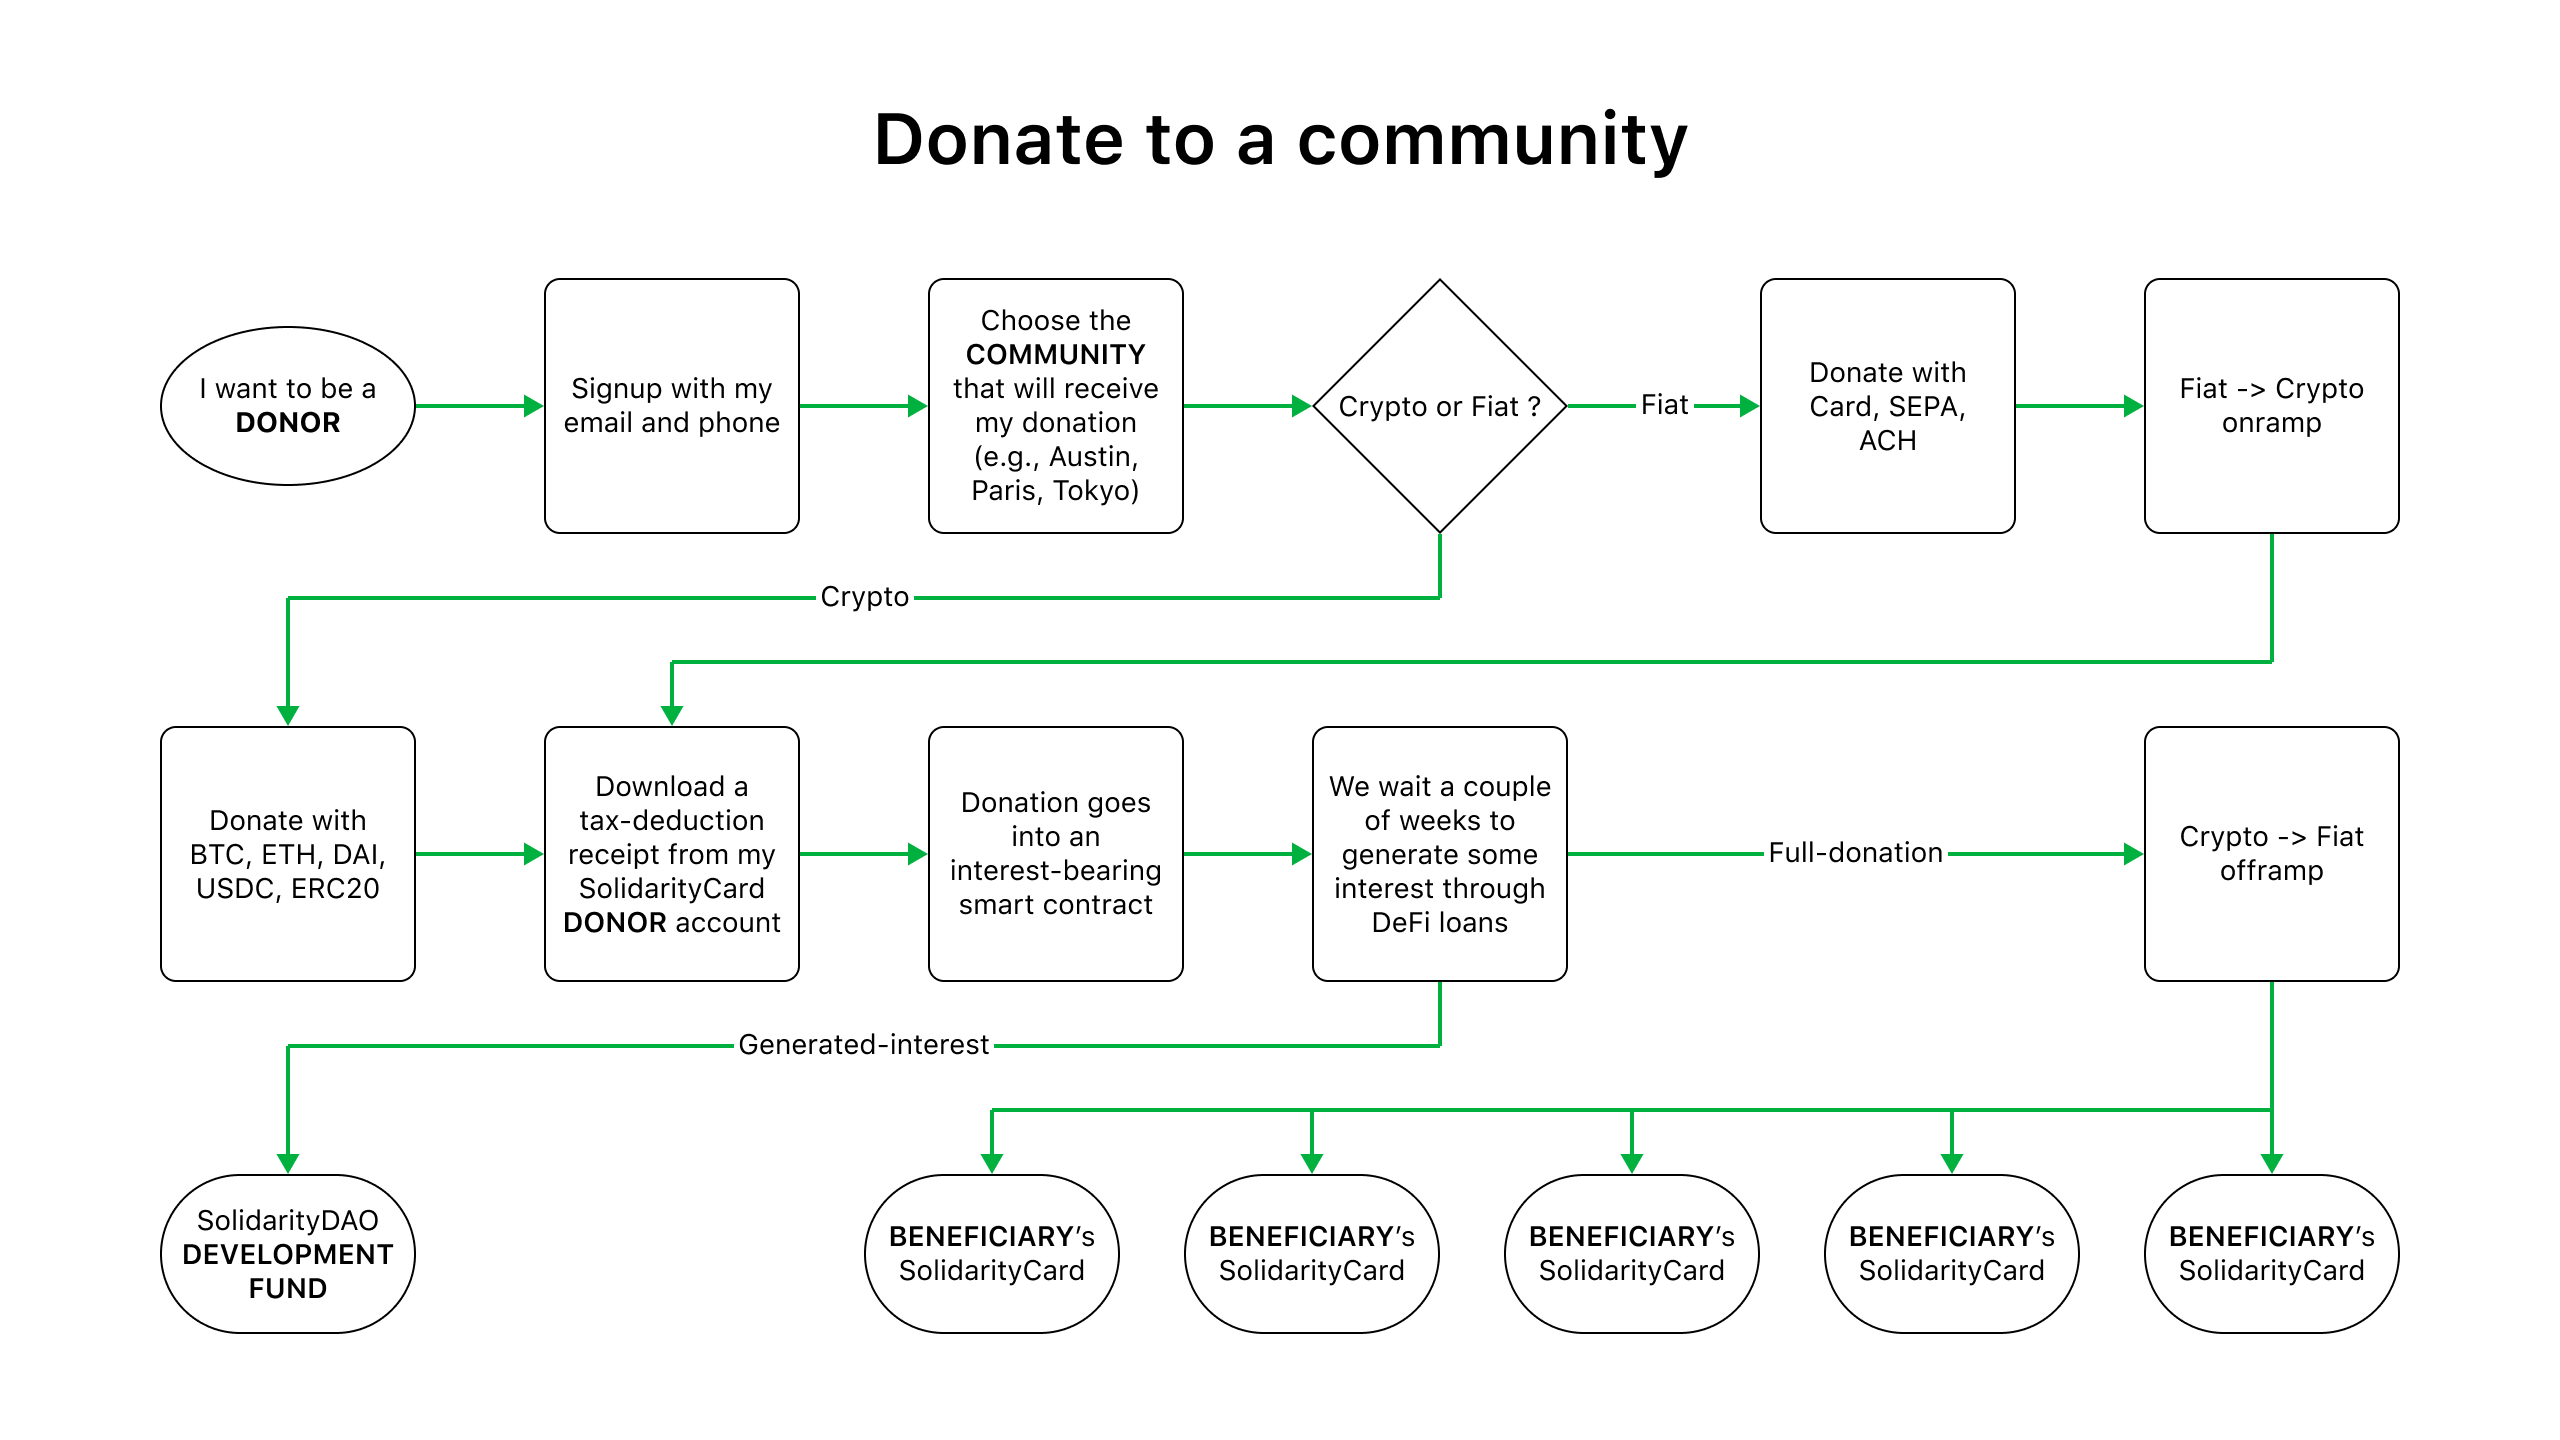 Donate to a community
I want to be a
DONOR
Signup with my
email and phone
Choose the
COMMUNITY
that will receive
my donation
(e.g., Austin,
Paris, Tokyo)
Crypto or Fiat ?
Fiat
Donate with
Card, SEPA,
ACH
Fiat -> Crypto
onramp
Crypto
Donate with
BTC, ETH, DAI,
USDC, ERC20
Download a
tax-deduction
receipt from my
SolidarityCard
DONOR account
Donation goes
into an
interest-bearing
smart contract
We wait a couple
of weeks to
generate some
interest through
DeFi loans
Full-donation
Crypto -> Fiat
offramp
Generated-interest
SolidarityDAO
DEVELOPMENT
FUND
BENEFICIARY’s
SolidarityCard
BENEFICIARY’s
SolidarityCard
BENEFICIARY’s
SolidarityCard
BENEFICIARY’s
SolidarityCard
BENEFICIARY’s
SolidarityCard